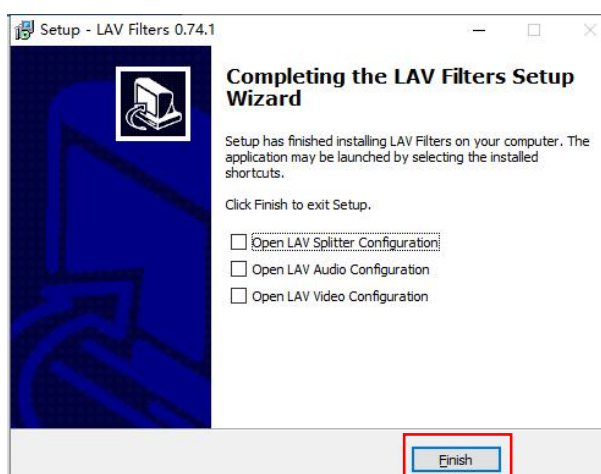 Setup - LAV Filters 0.74.1
Completing the LAV Filters Setup
Wizard
Setup has finished installing LAV Filters on your computer. The
application may be launched by selecting the installed
shortcuts.
Click Finish to exit Setup.
Open LAV Splitter Configuration
Open LAV Audio Configuration
Open LAV Video Configuration
Finish